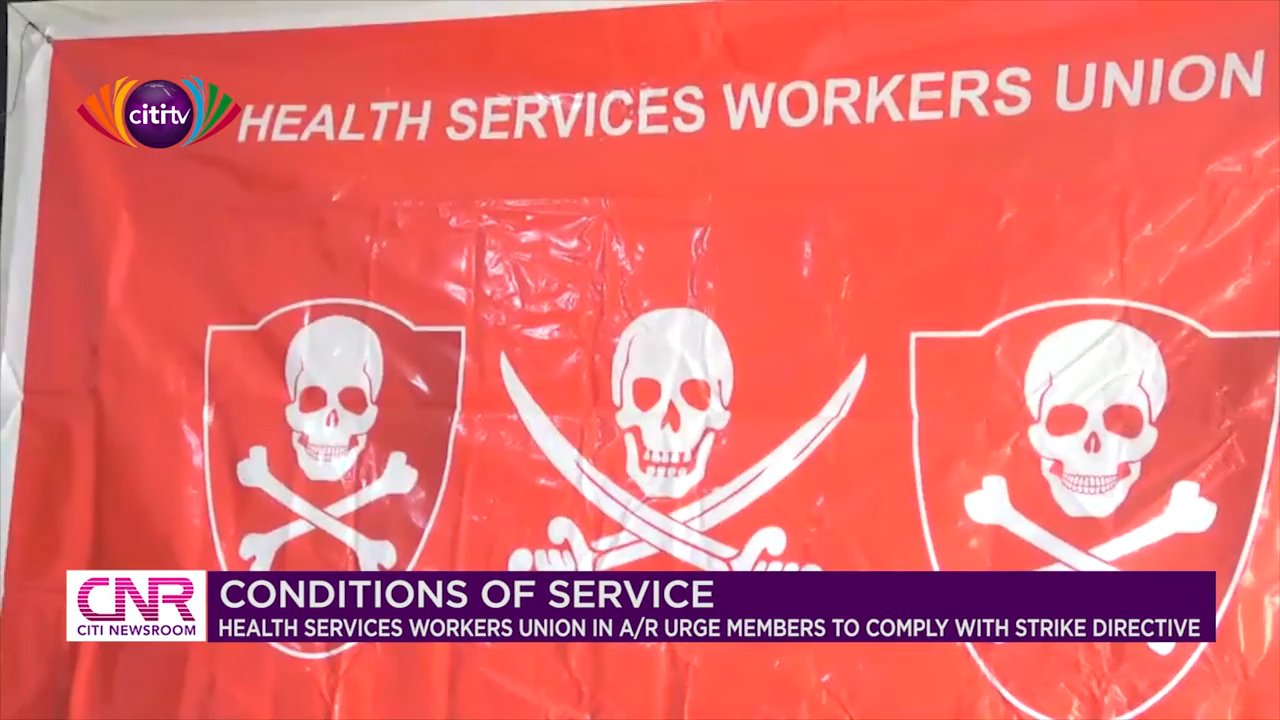 citi tv
HEALTH SERVICES WORKERS UNION
CNR
CITI NEWSROOM
CONDITIONS OF SERVICE
HEALTH SERVICES WORKERS UNION IN A/R URGE MEMBERS TO COMPLY WITH STRIKE DIRECTIVE